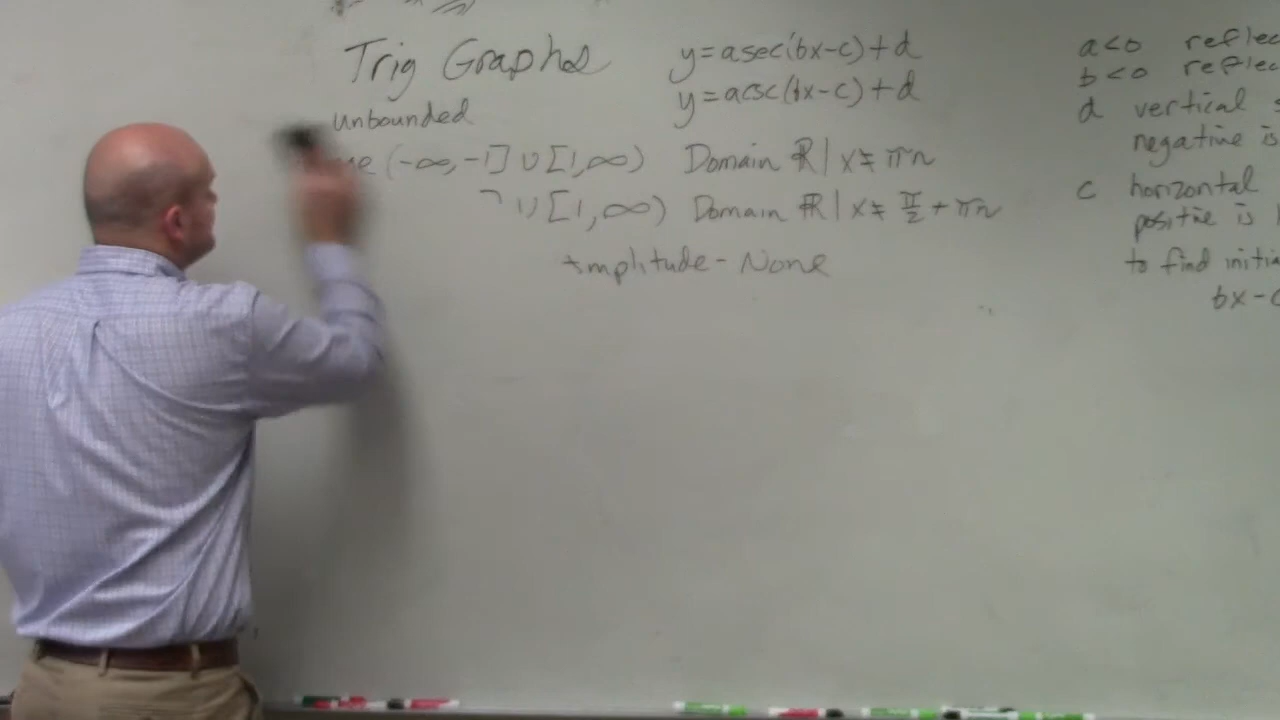 Trig Graphs
y=asec(bx-c)+d
y=acsc(bx-c)+d
unbounded
(-∞,-1] ∪ [1,∞) Domain ℝ | x≠πn
∪ [1,∞) Domain ℝ | x≠ π/2 + πn
Amplitude - None
a<0 reflec
b<0 reflec
d vertical s
negative is
c horizontal
positive is
to find initia
bx-c